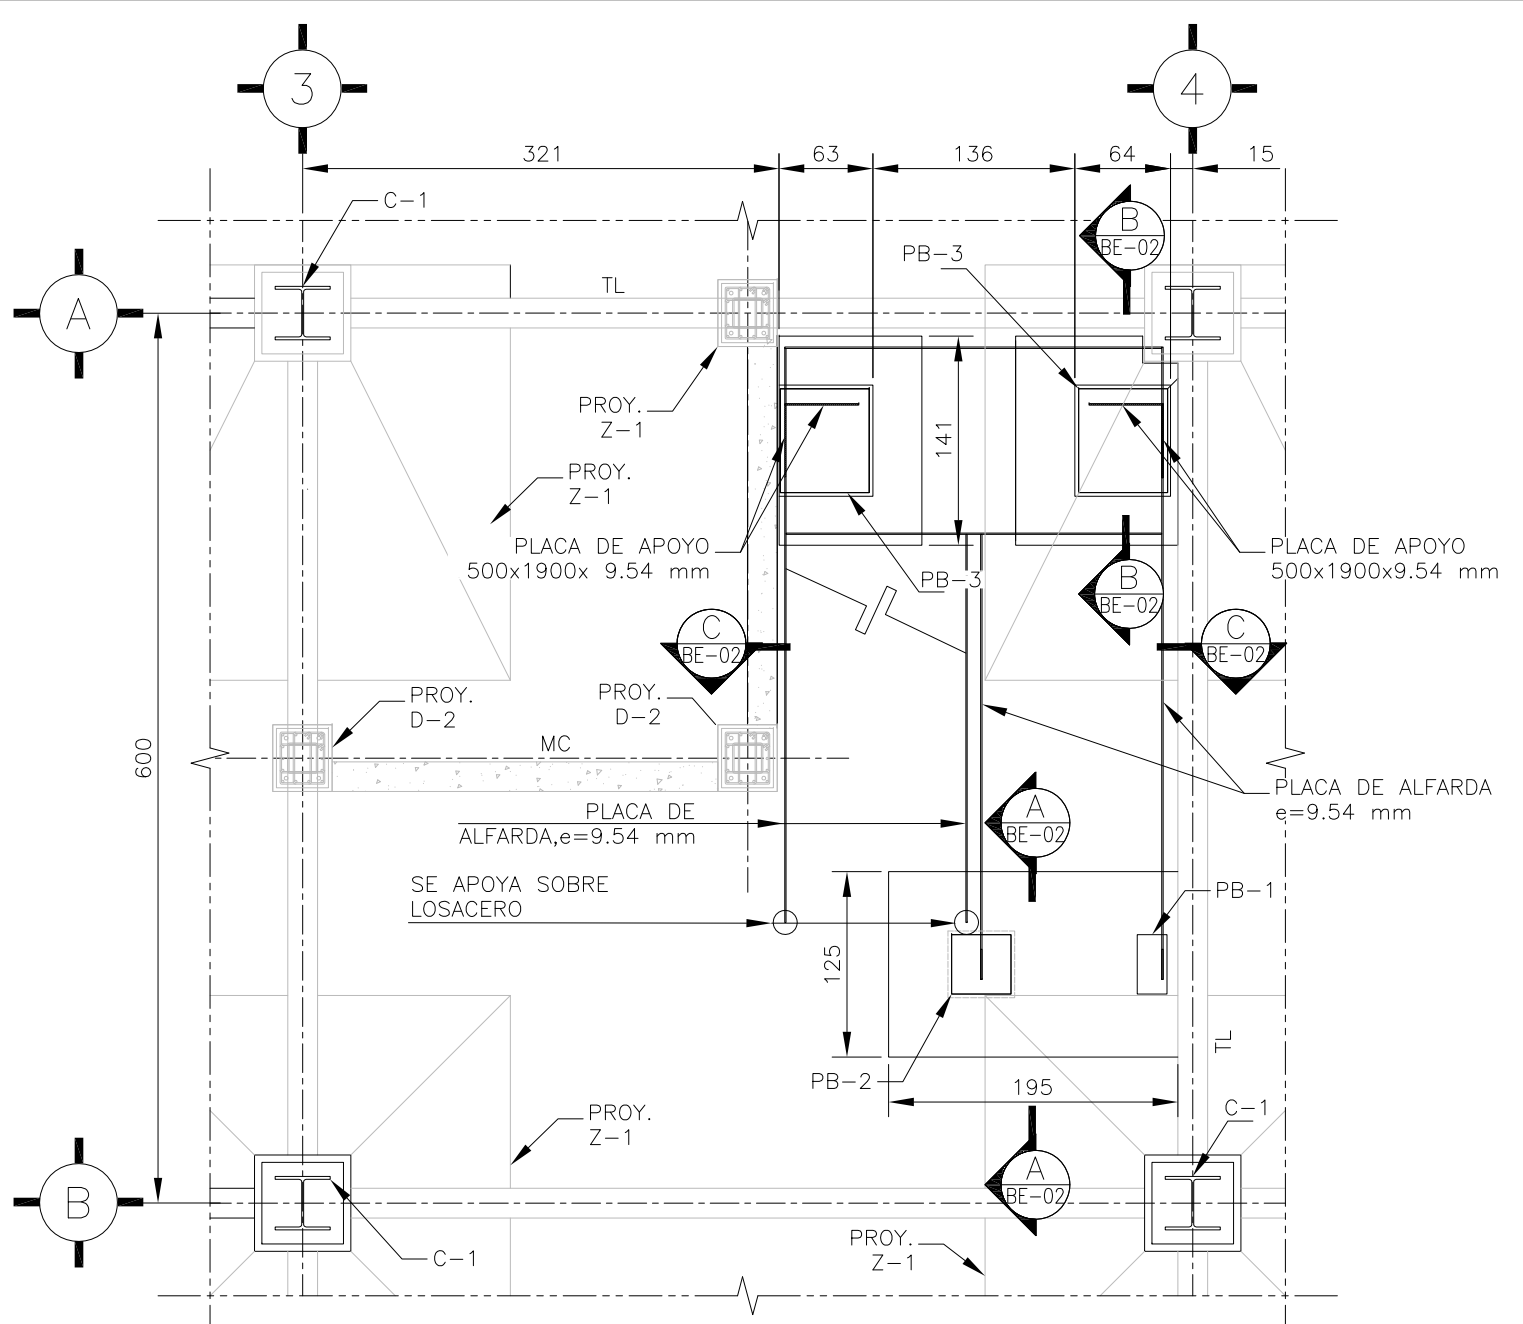 3
4
321
63
136
64
15
C-1
B
BE-02
PB-3
TL
A
PROY.
Z-1
141
PROY.
Z-1
PLACA DE APOYO
500x1900x 9.54 mm
PLACA DE APOYO
500x1900x9.54 mm
PB-3
B
BE-02
C
BE-02
C
BE-02
PROY.
D-2
PROY.
D-2
MC
600
PLACA DE ALFARDA
e=9.54 mm
PLACA DE
ALFARDA,e=9.54 mm
A
BE-02
SE APOYA SOBRE
LOSACERO
PB-1
125
TL
PB-2
195
PROY.
Z-1
C-1
A
BE-02
B
PROY.
Z-1
C-1